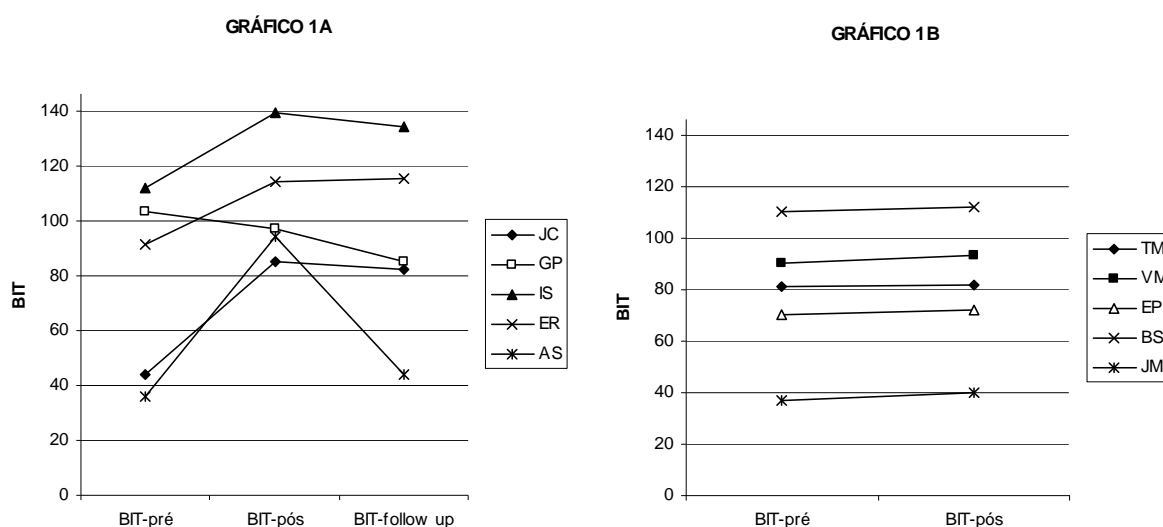 GRÁFICO 1A
140
120
100
80
60
40
20
0
BIT
BIT-pré
BIT-pós
BIT-follow up
JC
GP
IS
ER
AS
GRÁFICO 1B
140
120
100
80
60
40
20
0
BIT
BIT-pré
BIT-pós
TM
VM
EP
BS
JM